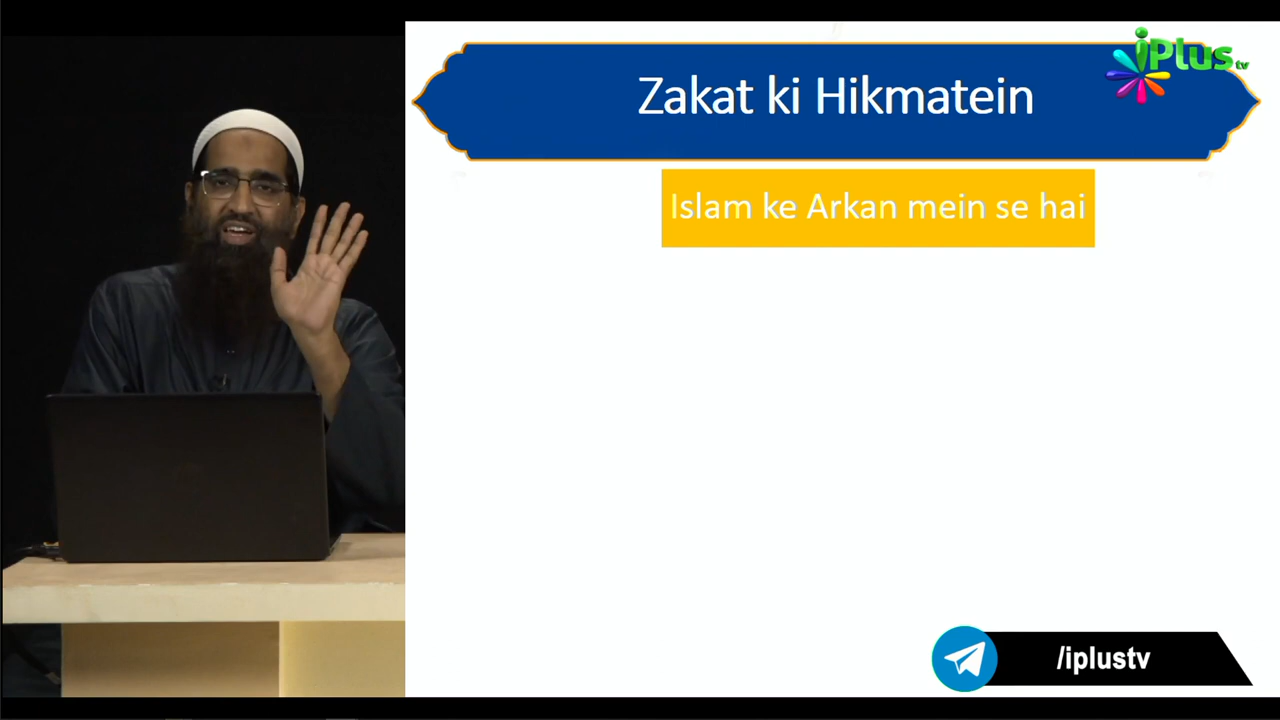 Zakat ki Hikmatein
iPlus tv
Islam ke Arkan mein se hai
/iplustv